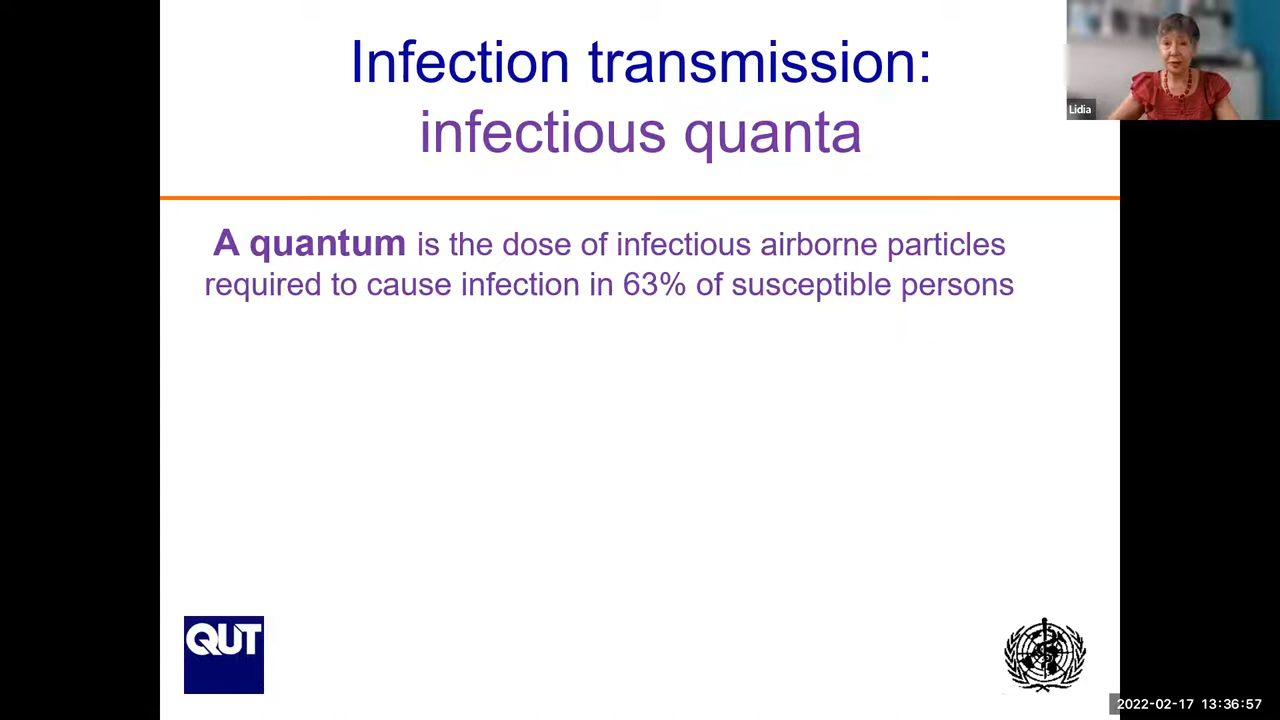 Infection transmission:
infectious quanta
Lidia
A quantum is the dose of infectious airborne particles
required to cause infection in 63% of susceptible persons
QUT
2022-02-17 13:36:57